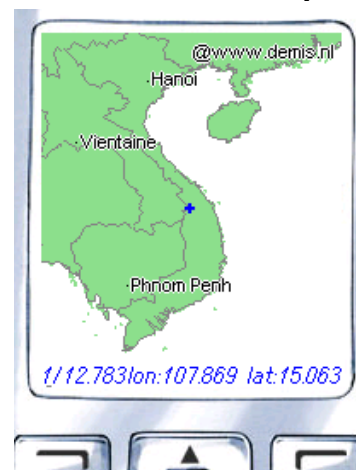 @wwww.demis.nl
Hanoi
Vientaine
Phnom Penh
1/12.783lon:107.869 lat:15.063